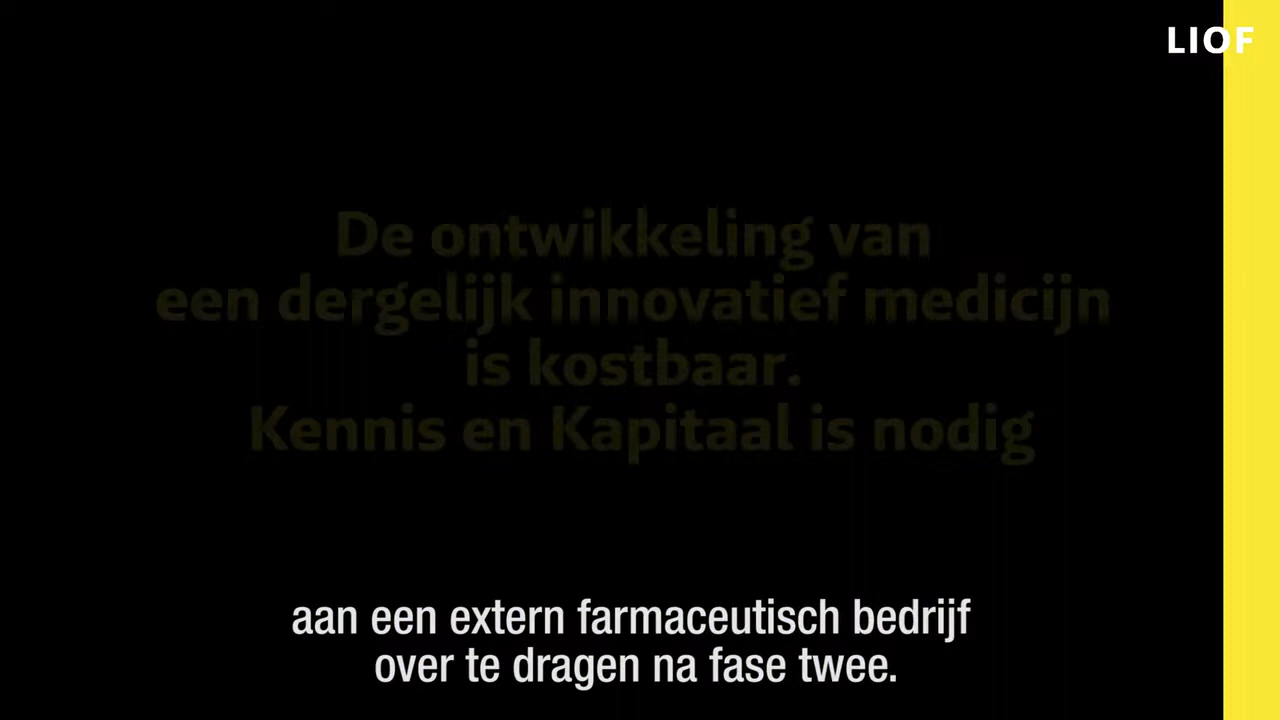 LIOF
De ontwikkeling van
een dergelijk innovatief medicijn
is kostbaar.
Kennis en Kapitaal is nodig
aan een extern farmaceutisch bedrijf
over te dragen na fase twee.